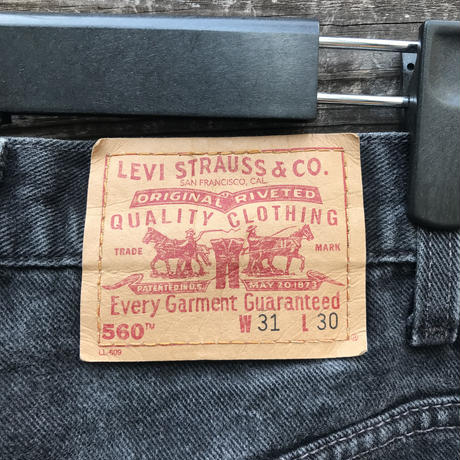 LEVI STRAUSS & CO.
SAN FRANCISCO, CAL
ORIGINAL RIVETED
QUALITY CLOTHING
TRADE MARK
PATENTED IN U.S. MAY 20 1873
Every Garment Guaranteed
560™ W 31 L 30
LL 609 ®